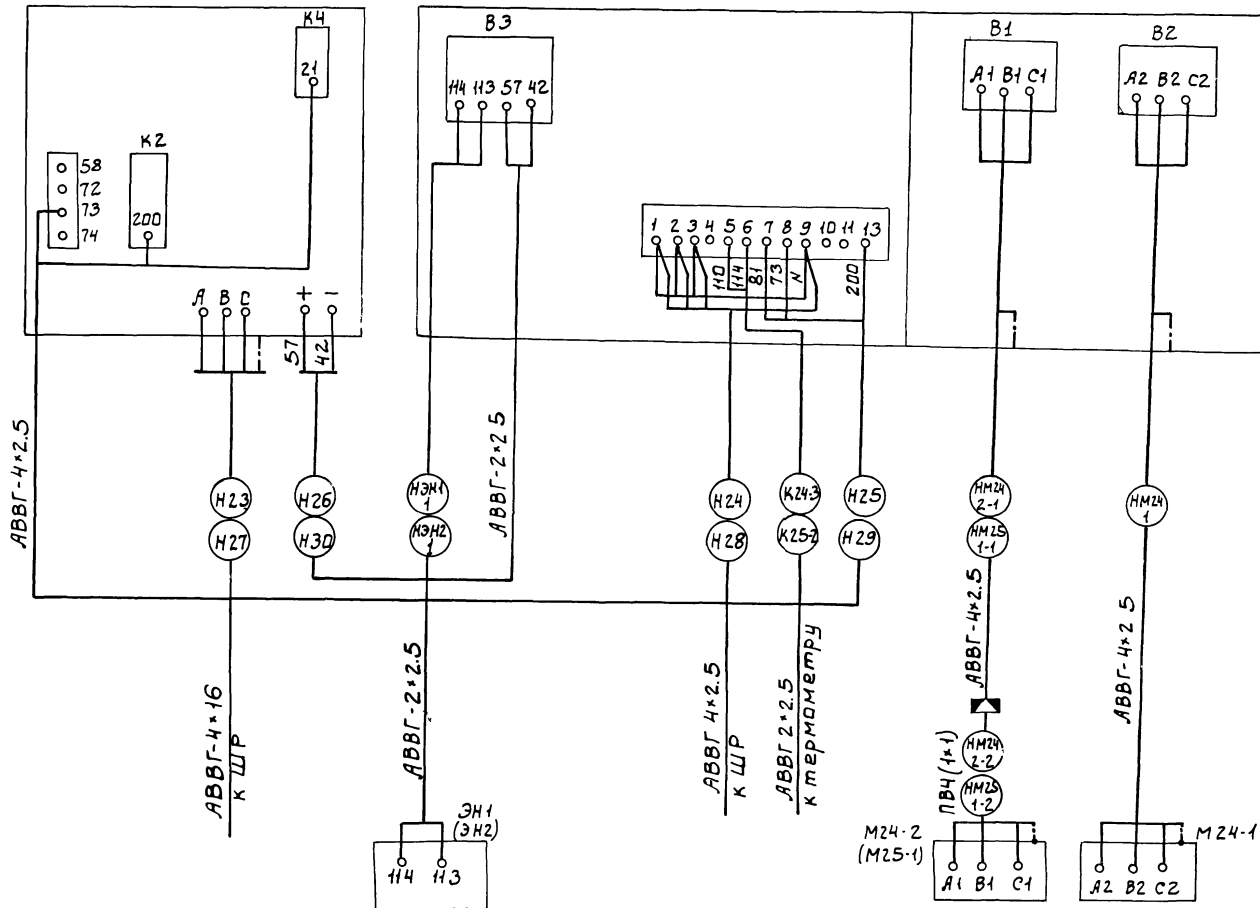 К4
21
К2
200
58
72
73
74
А В С + -
57
42
В3
114 113 57 42
1 2 3 4 5 6 7 8 9 10 11 13
110
114
81
73
N
200
В1
А1 В1 С1
В2
А2 В2 С2
АВВГ-4×2.5
АВВГ-2×2 5
Н23
Н27
Н26
Н30
НЭН1
1
НЭН2
1
Н24
Н28
К24-3
К25-2
Н25
Н29
НМ24
2-1
НМ25
1-1
НМ24
1
АВВГ-4×16
к ШР
АВВГ-2×2.5
АВВГ 4×2.5
к ШР
АВВГ 2×2.5
к термометру
АВВГ-4×2.5
АВВГ-4×2 5
ПВ4 (1×1)
НМ24
2-2
НМ25
1-2
ЭН1
(ЭН2)
114 113
М24-2
(М25-1)
А1 В1 С1
М24-1
А2 В2 С2